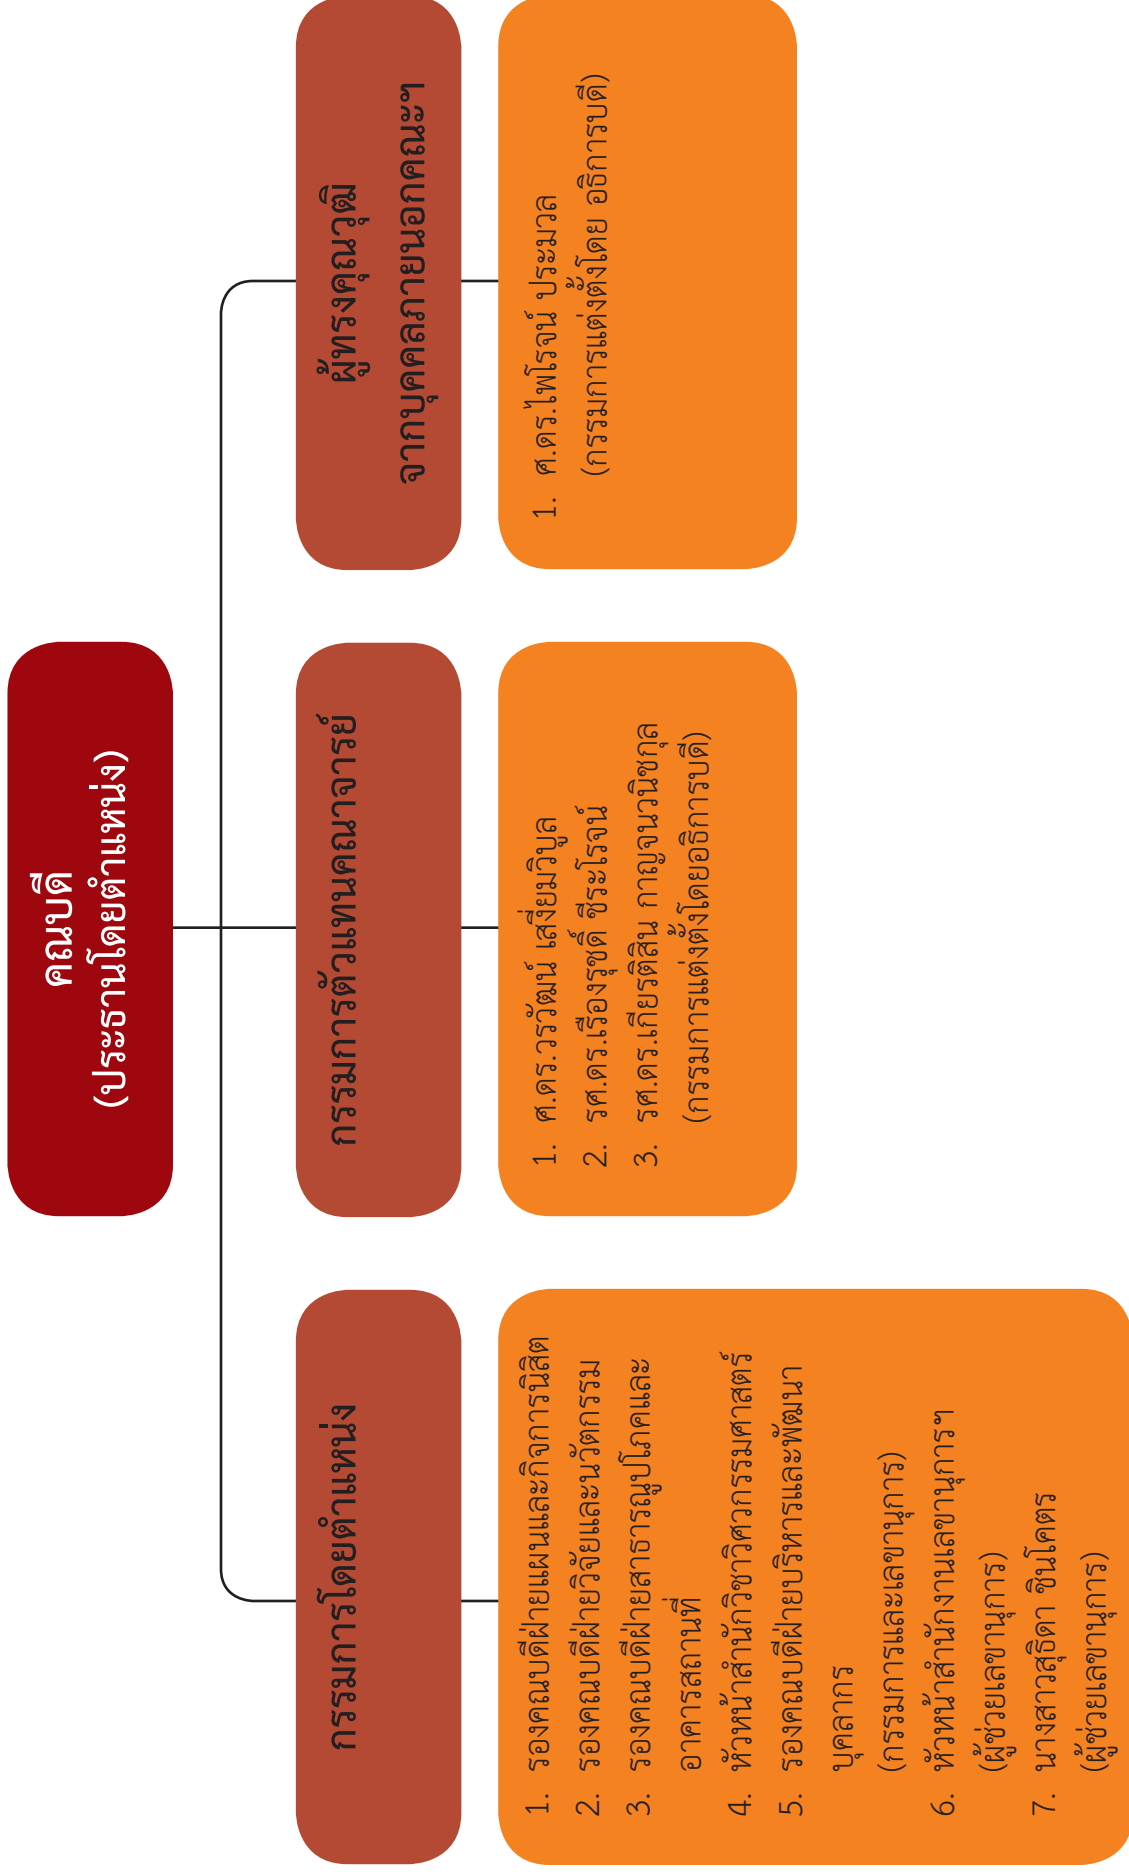 คณบดี
(ประธานโดยตำแหน่ง)
กรรมการโดยตำแหน่ง
1. รองคณบดีฝ่ายแผนและกิจการนิสิต
2. รองคณบดีฝ่ายวิจัยและนวัตกรรม
3. รองคณบดีฝ่ายสาธารณูปโภคและ
อาคารสถานที่
4. หัวหน้าสำนักวิชาวิศวกรรมศาสตร์
5. รองคณบดีฝ่ายบริหารและพัฒนา
บุคลากร
(กรรมการและเลขานุการ)
6. หัวหน้าสำนักงานเลขานุการฯ
(ผู้ช่วยเลขานุการ)
7. นางสาวสุธิดา ชินโคตร
(ผู้ช่วยเลขานุการ)
กรรมการตัวแทนคณาจารย์
1. ศ.ดร.วรวัฒน์ เสงี่ยมวิบูล
2. รศ.ดร.เรืองรุชดิ์ ชีระโรจน์
3. รศ.ดร.เกียรติสิน กาญจนวนิชกุล
(กรรมการแต่งตั้งโดยอธิการบดี)
ผู้ทรงคุณวุฒิ
จากบุคคลภายนอกคณะฯ
1. ศ.ดร.ไพโรจน์ ประมวล
(กรรมการแต่งตั้งโดย อธิการบดี)